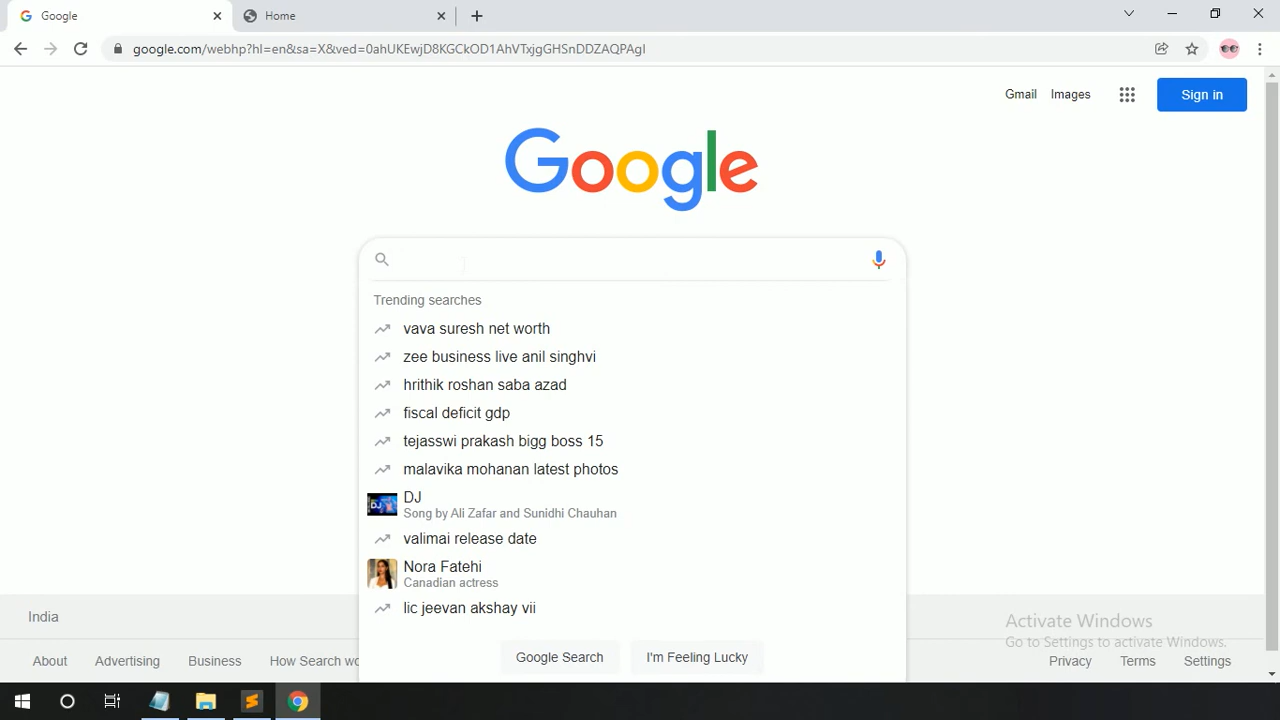 Google
Home
google.com/webhp?hl=en&sa=X&ved=0ahUKEwjD8KGCkOD1AhVTxjgGHSnDDZAQPAgI
Gmail Images Sign in
Google
Trending searches
vava suresh net worth
zee business live anil singhvi
hrithik roshan saba azad
fiscal deficit gdp
tejasswi prakash bigg boss 15
malavika mohanan latest photos
DJ
Song by Ali Zafar and Sunidhi Chauhan
valimai release date
Nora Fatehi
Canadian actress
lic jeevan akshay vii
India
Activate Windows
Go to Settings to activate Windows.
Google Search I'm Feeling Lucky
About Advertising Business How Search wo Privacy Terms Settings